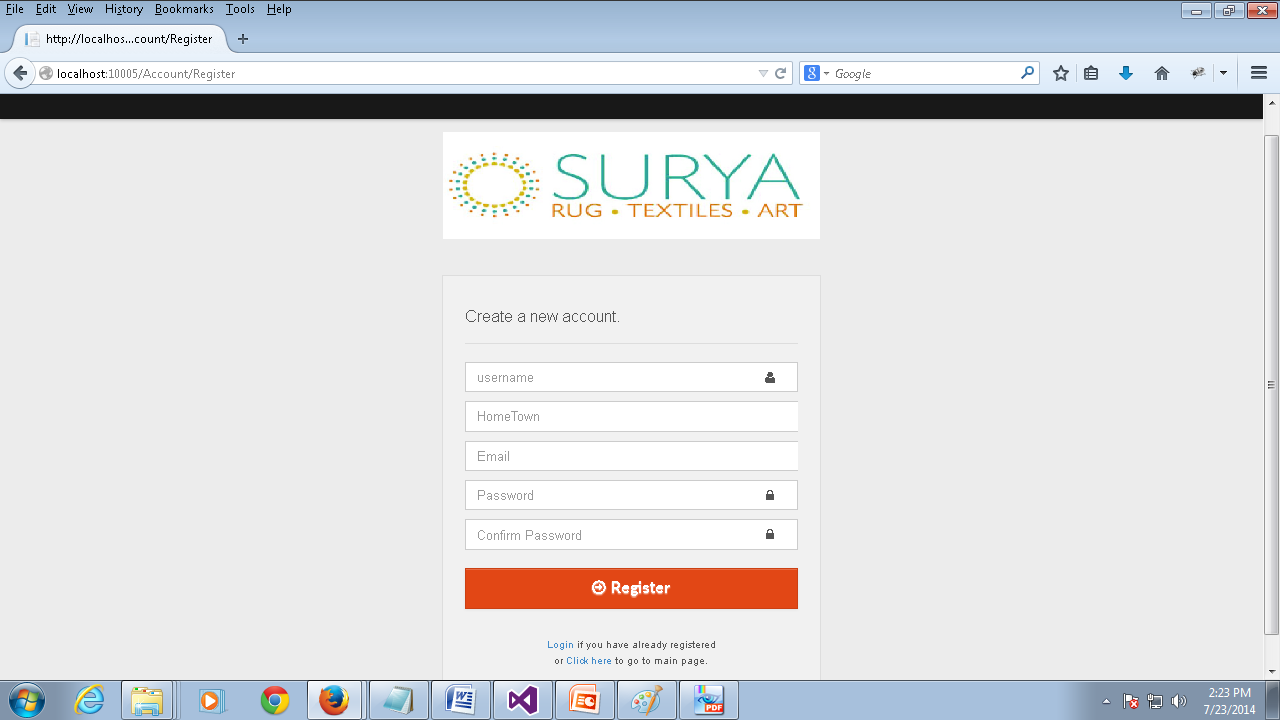 File Edit View History Bookmarks Tools Help
http://localhos...count/Register
localhost:10005/Account/Register
Google
SURYA
RUG • TEXTILES • ART
Create a new account.
username
HomeTown
Email
Password
Confirm Password
Register
Login if you have already registered
or Click here to go to main page.
PDF
2:23 PM
7/23/2014